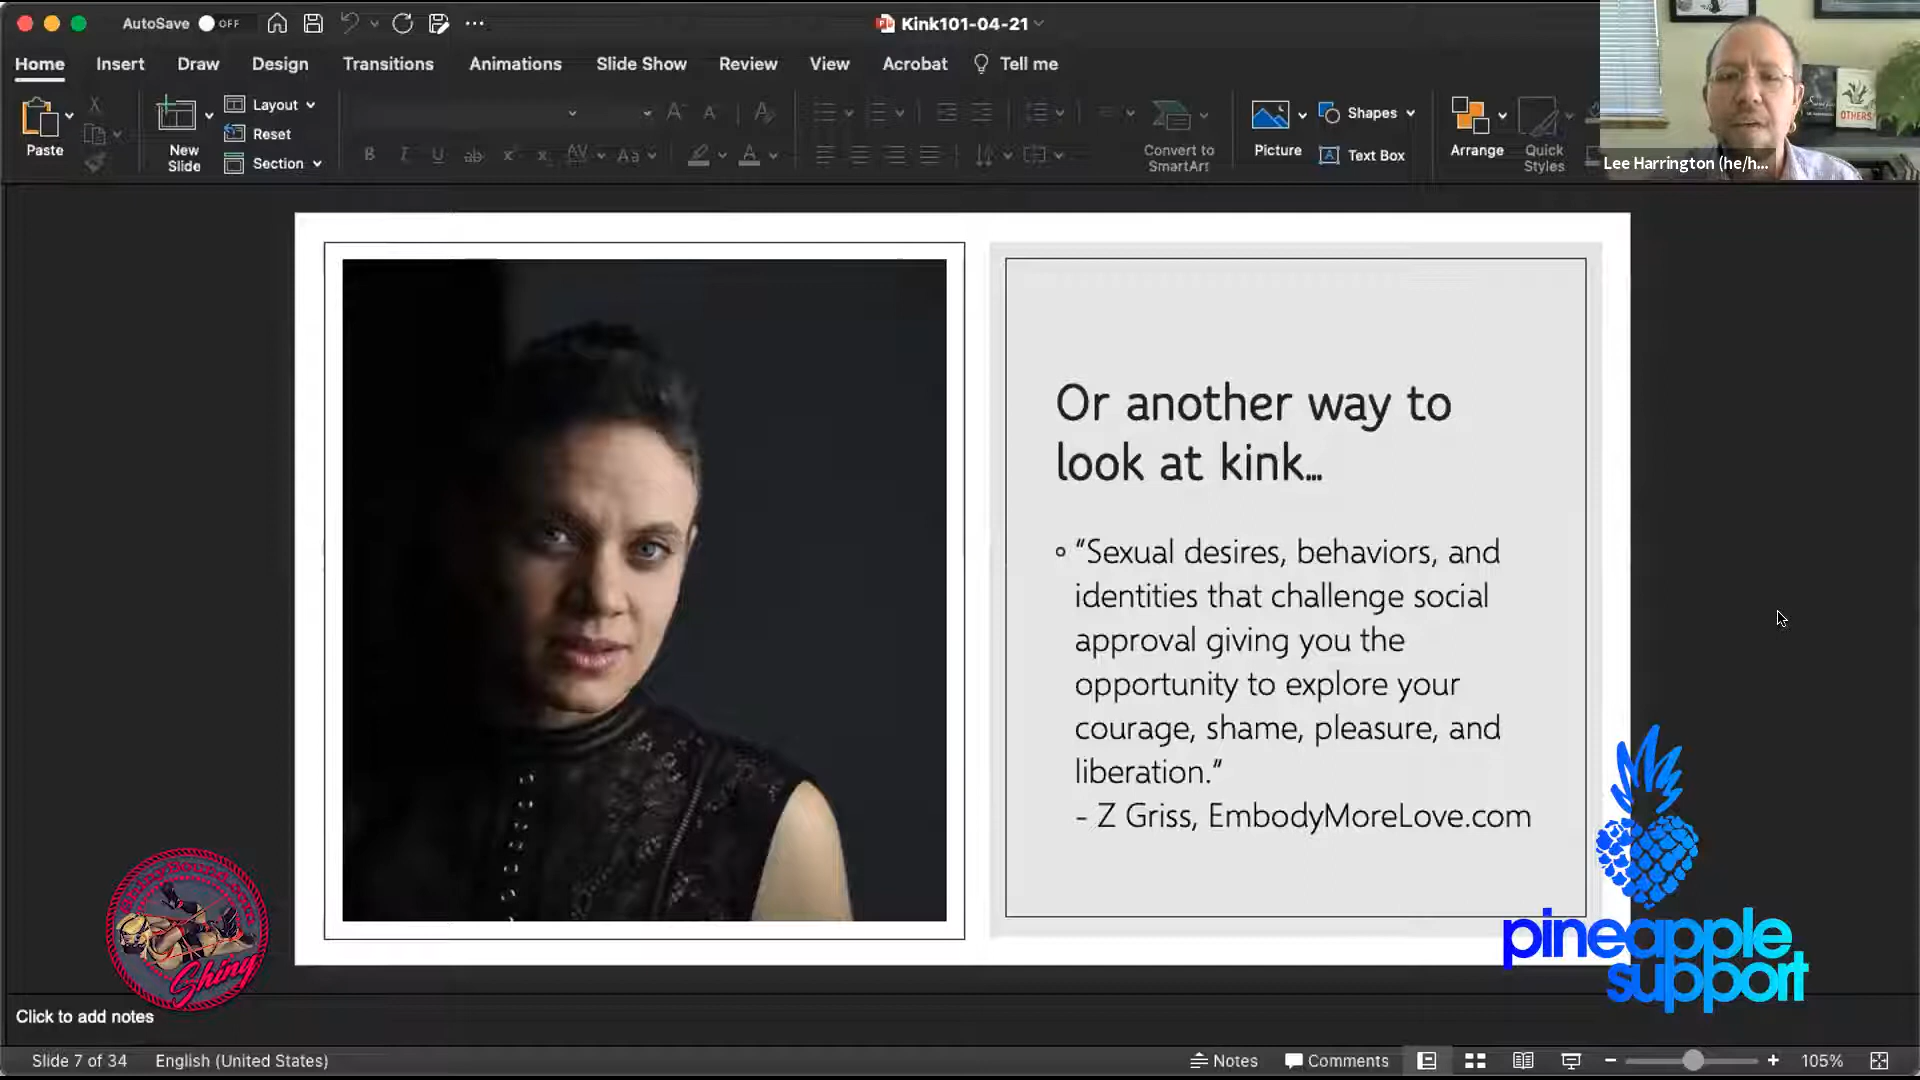 AutoSave OFF
Kink101-04-21
Home Insert Draw Design Transitions Animations Slide Show Review View Acrobat Tell me
Paste
New
Slide
Layout
Reset
Section
B I U ab x x AV Aa A
Convert to
SmartArt
Picture
Shapes
Text Box
Arrange
Quick
Styles
OTHERS
Lee Harrington (he/h...
Or another way to
look at kink...
"Sexual desires, behaviors, and
identities that challenge social
approval giving you the
opportunity to explore your
courage, shame, pleasure, and
liberation."
- Z Griss, EmbodyMoreLove.com
Shiny
pineapple
support
Click to add notes
Slide 7 of 34 English (United States) Notes Comments 105%